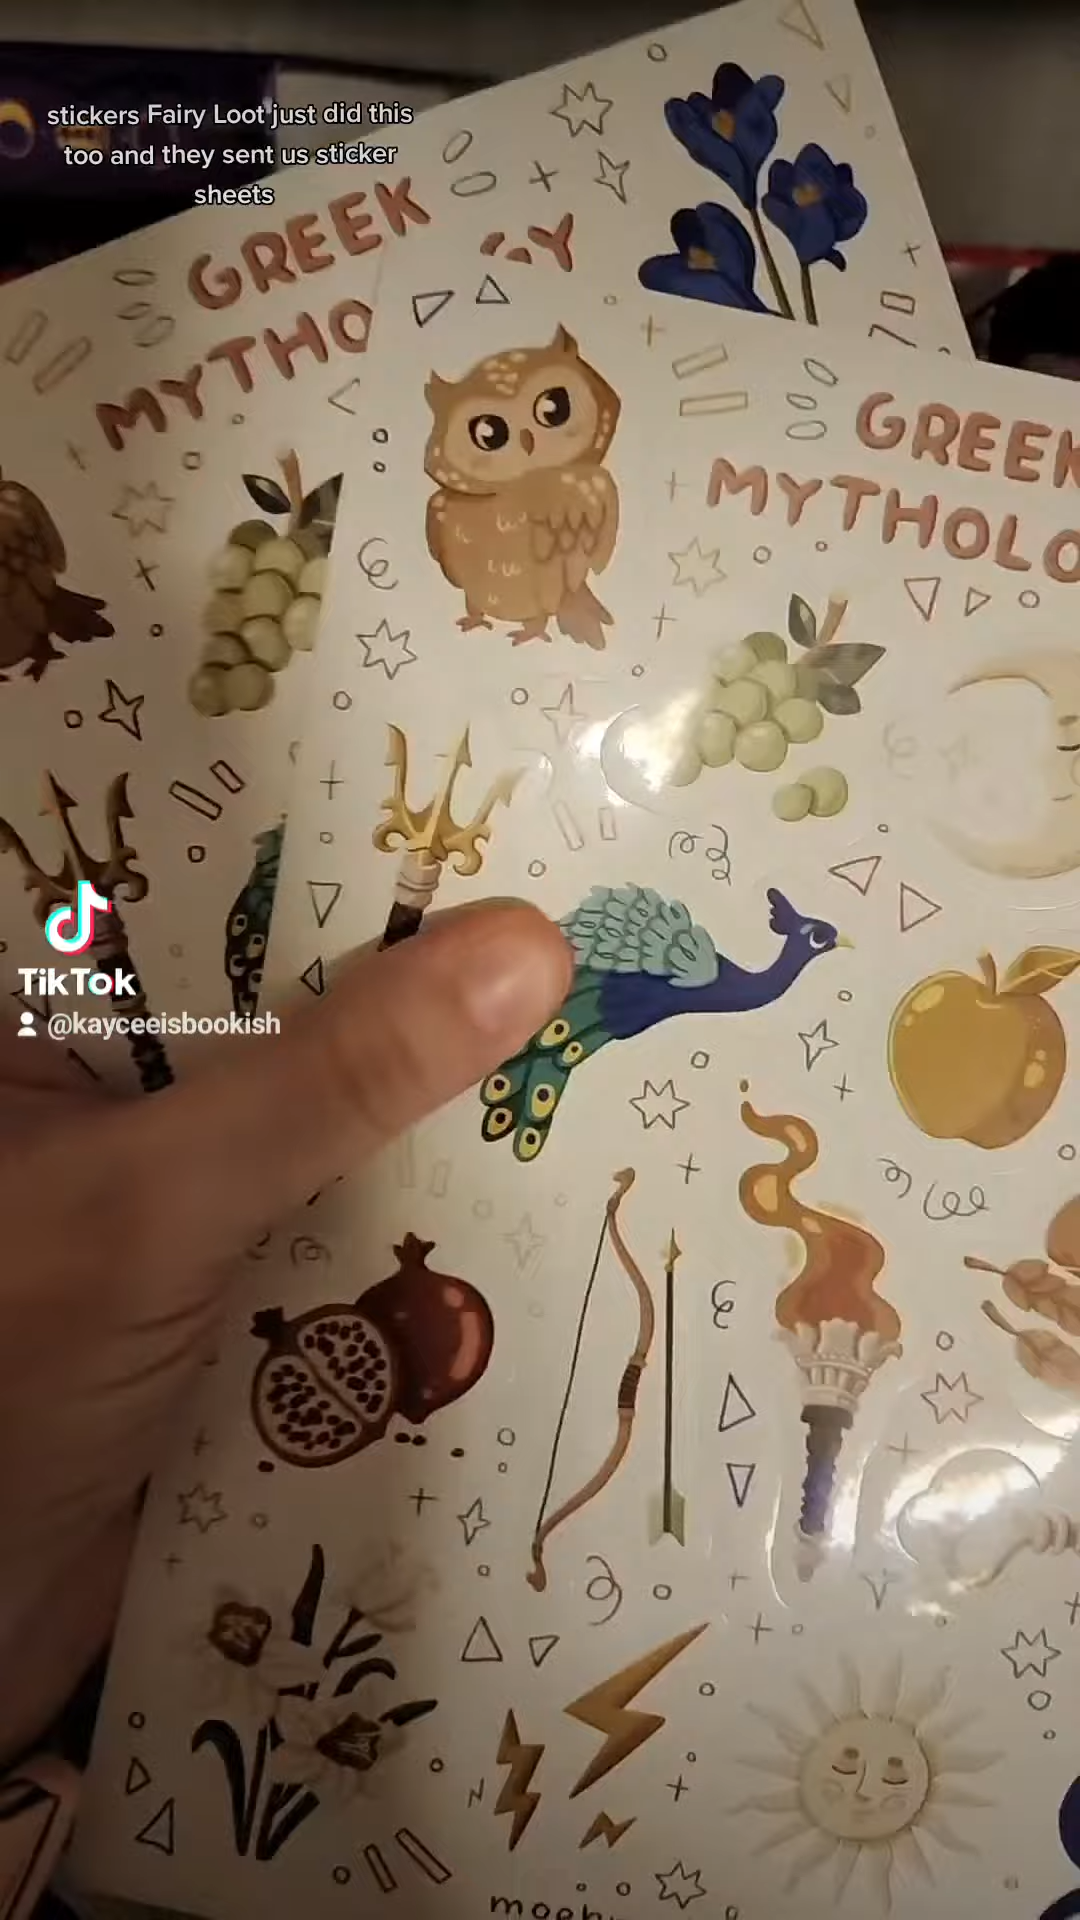 stickers Fairy Loot just did this
too and they sent us sticker
sheets
GREEK
GY
MYTHO
GREEK
MYTHOLO
TikTok
@kayceeisbookish